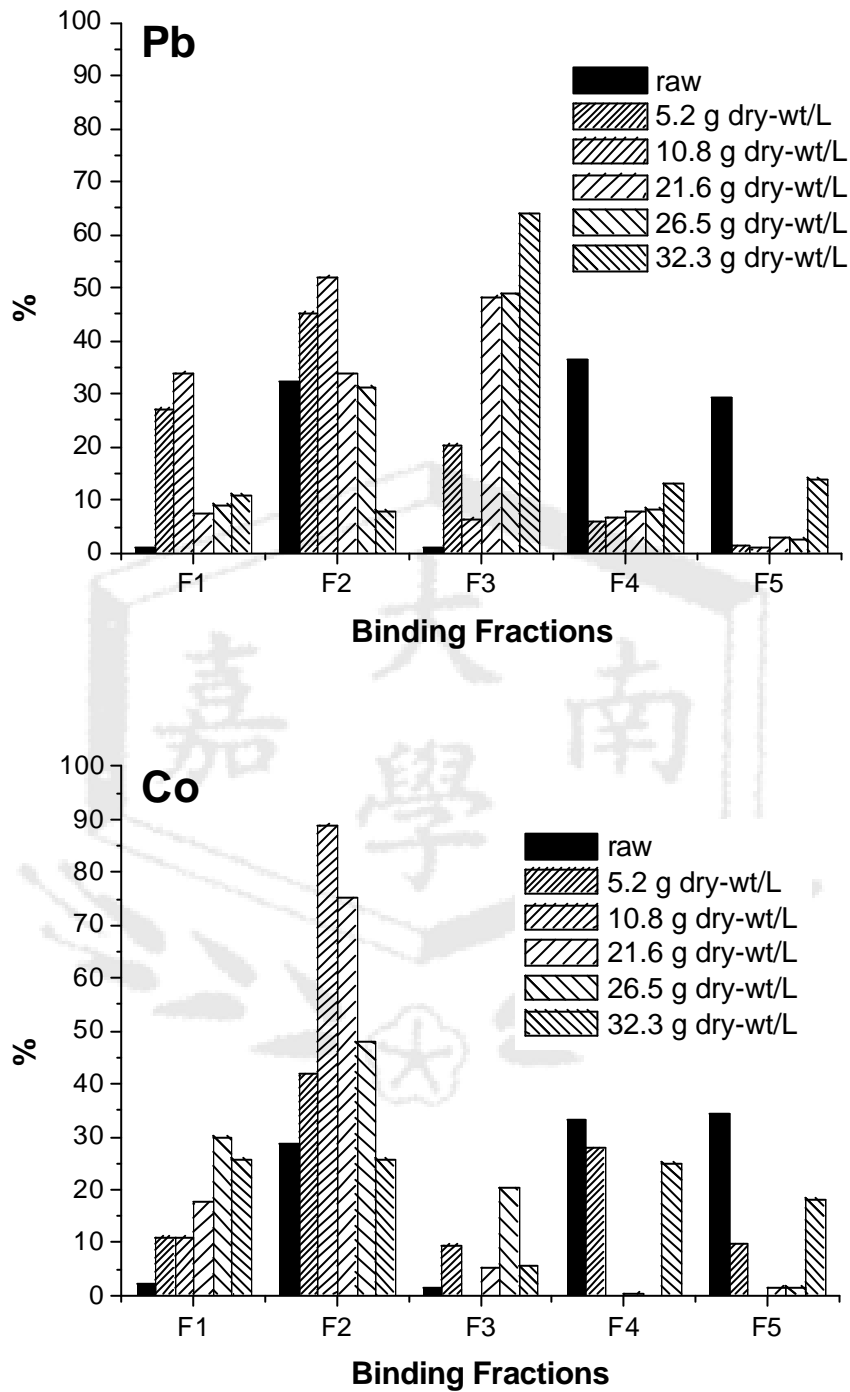 Pb
100
90
80
70
60
50
40
30
20
10
0
%
raw
5.2 g dry-wt/L
10.8 g dry-wt/L
21.6 g dry-wt/L
26.5 g dry-wt/L
32.3 g dry-wt/L
F1 F2 F3 F4 F5
Binding Fractions
嘉 大 南
學
Co
100
90
80
70
60
50
40
30
20
10
0
%
raw
5.2 g dry-wt/L
10.8 g dry-wt/L
21.6 g dry-wt/L
26.5 g dry-wt/L
32.3 g dry-wt/L
F1 F2 F3 F4 F5
Binding Fractions